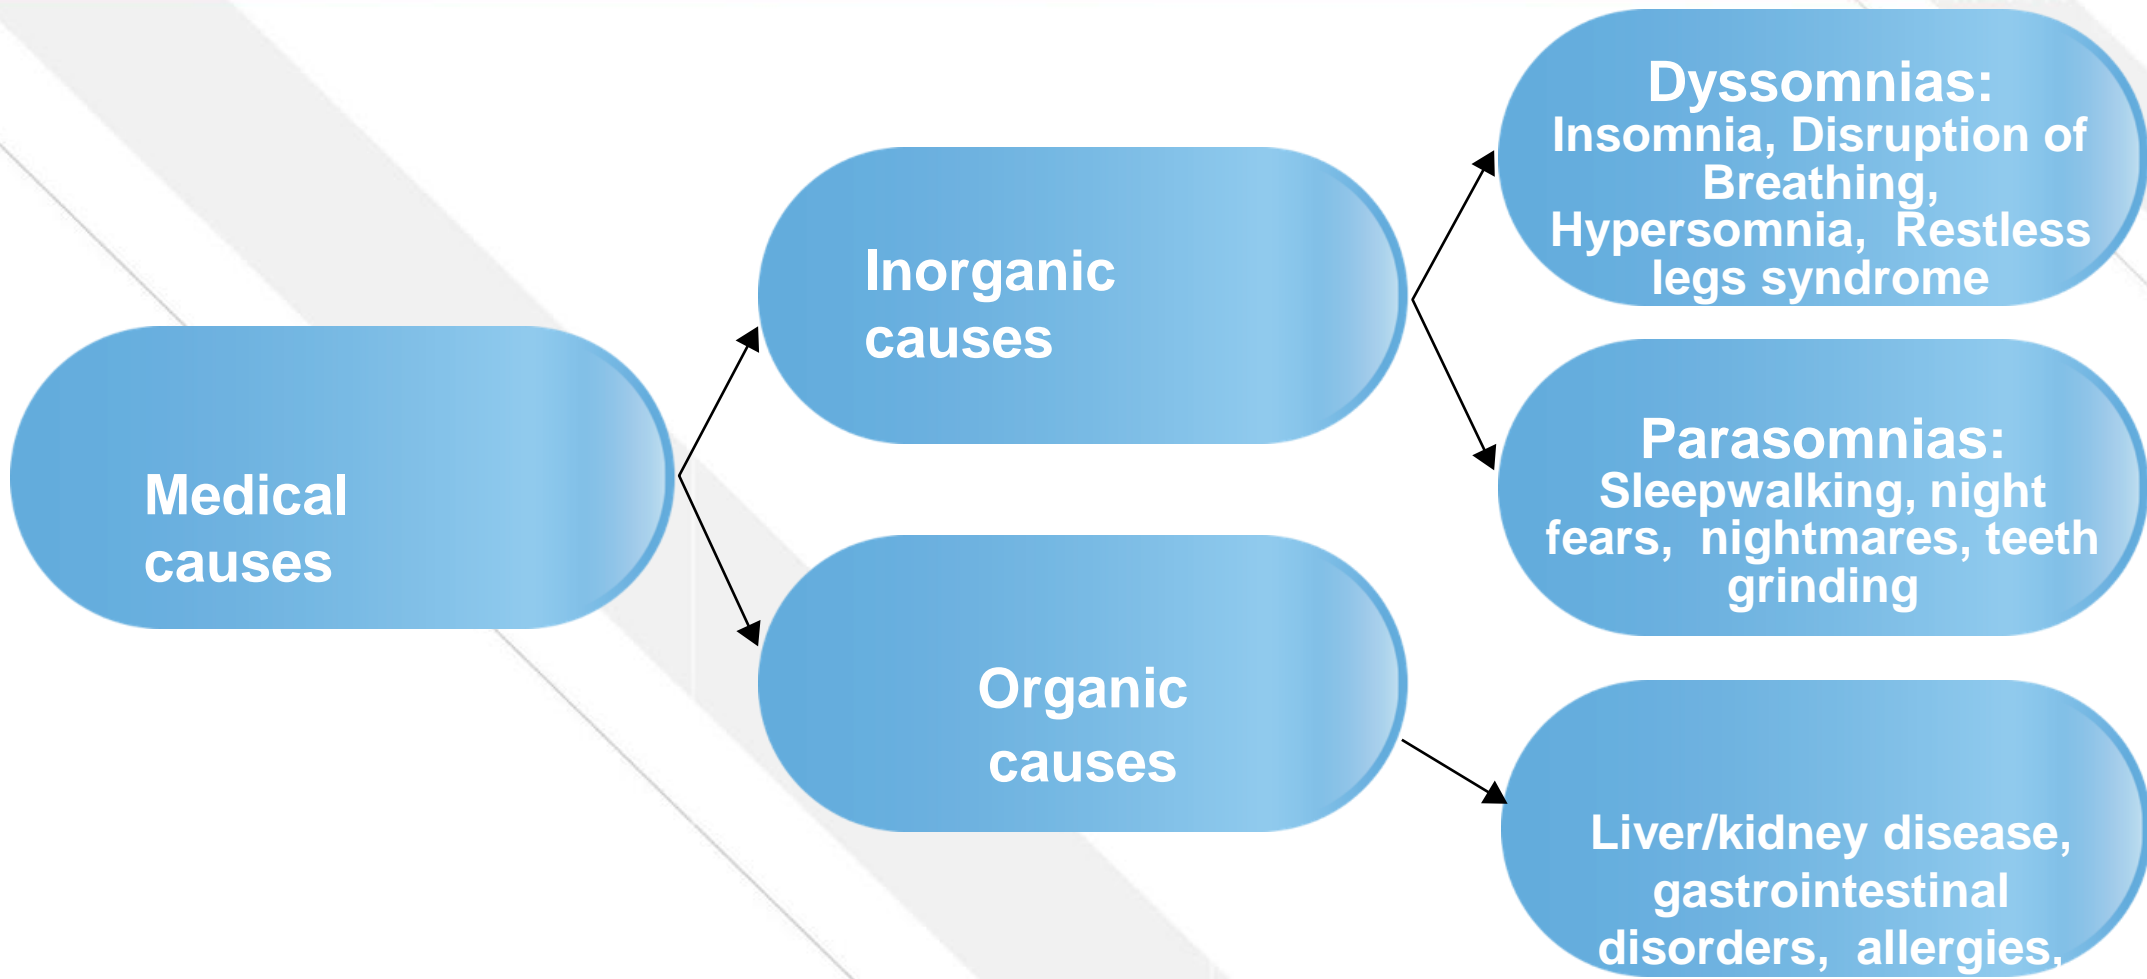 Medical
causes
Inorganic
causes
Organic
causes
Dyssomnias:
Insomnia, Disruption of
Breathing,
Hypersomnia, Restless
legs syndrome
Parasomnias:
Sleepwalking, night
fears, nightmares, teeth
grinding
Liver/kidney disease,
gastrointestinal
disorders, allergies,